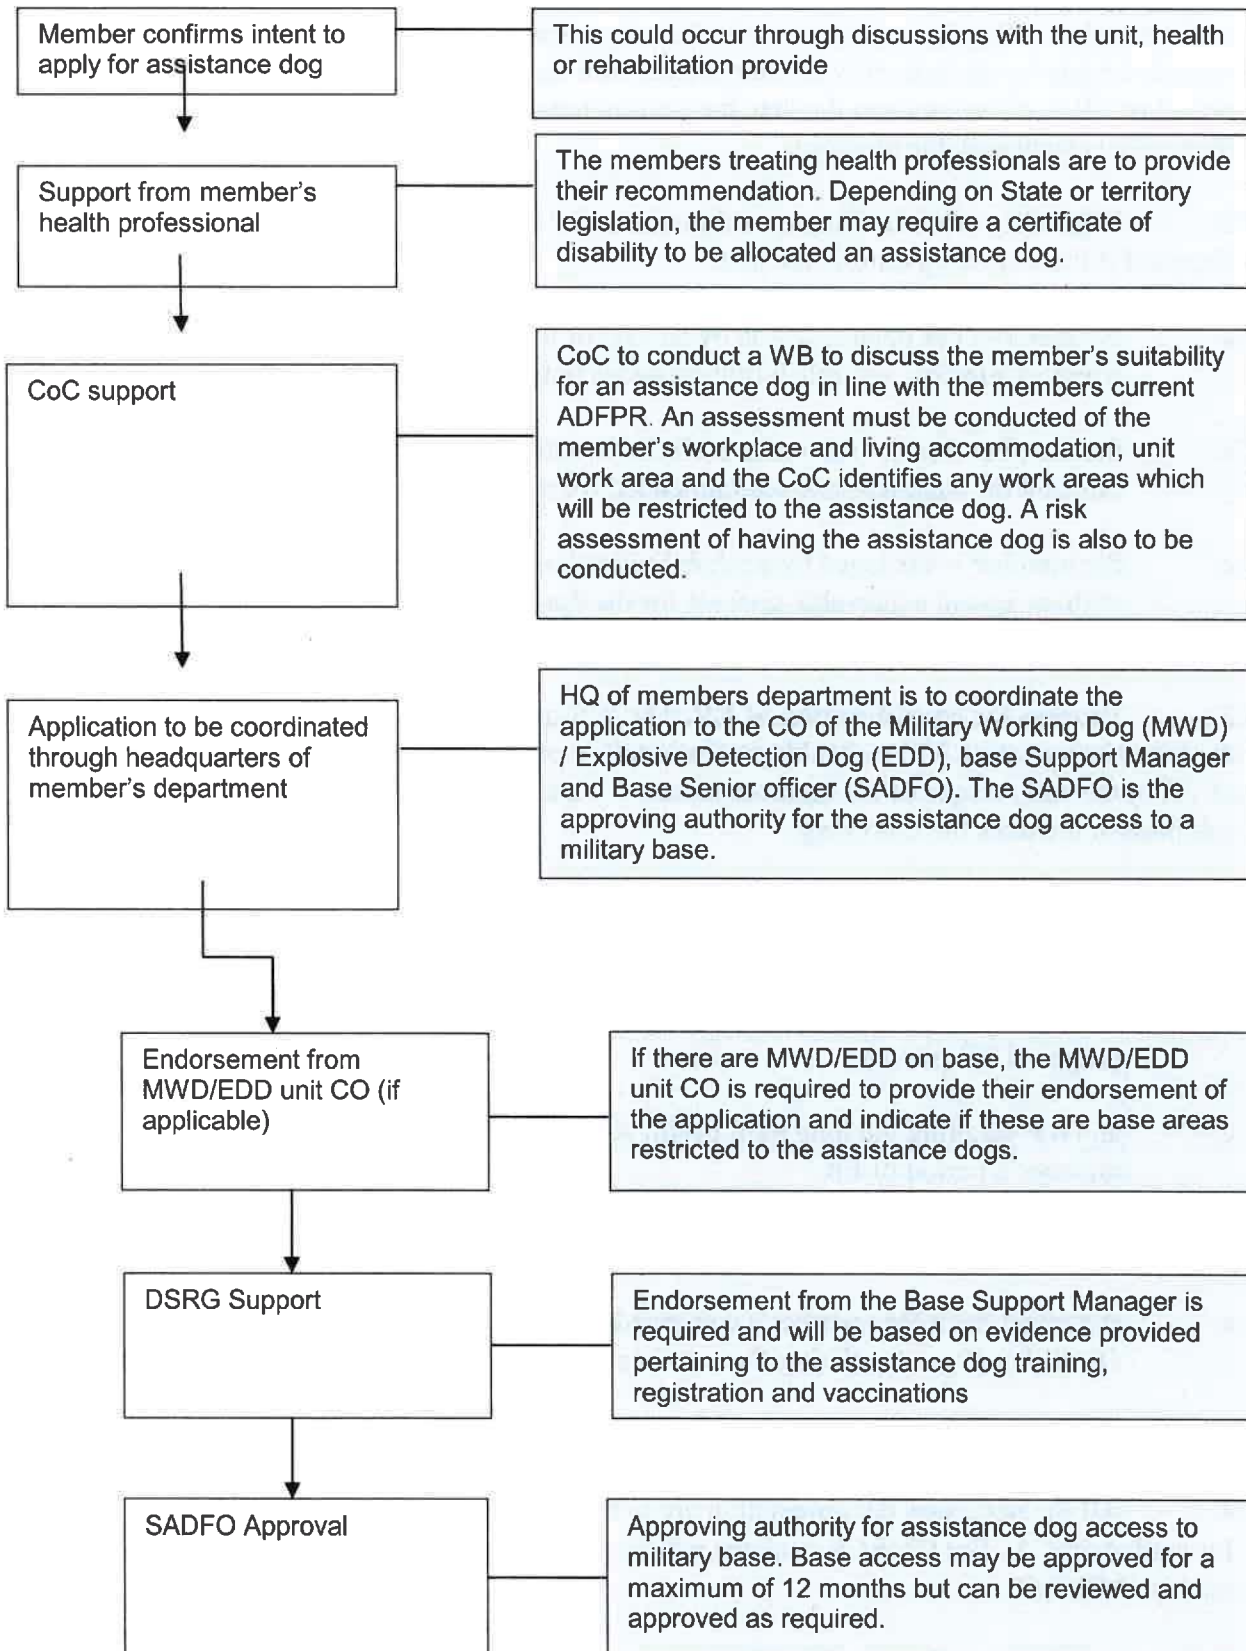 Member confirms intent to
apply for assistance dog
This could occur through discussions with the unit, health
or rehabilitation provide
Support from member's
health professional
The members treating health professionals are to provide
their recommendation. Depending on State or territory
legislation, the member may require a certificate of
disability to be allocated an assistance dog.
CoC support
CoC to conduct a WB to discuss the member's suitability
for an assistance dog in line with the members current
ADFPR. An assessment must be conducted of the
member's workplace and living accommodation, unit
work area and the CoC identifies any work areas which
will be restricted to the assistance dog. A risk
assessment of having the assistance dog is also to be
conducted.
Application to be coordinated
through headquarters of
member's department
HQ of members department is to coordinate the
application to the CO of the Military Working Dog (MWD)
/ Explosive Detection Dog (EDD), base Support Manager
and Base Senior officer (SADFO). The SADFO is the
approving authority for the assistance dog access to a
military base.
Endorsement from
MWD/EDD unit CO (if
applicable)
If there are MWD/EDD on base, the MWD/EDD
unit CO is required to provide their endorsement of
the application and indicate if these are base areas
restricted to the assistance dogs.
DSRG Support
Endorsement from the Base Support Manager is
required and will be based on evidence provided
pertaining to the assistance dog training,
registration and vaccinations
SADFO Approval
Approving authority for assistance dog access to
military base. Base access may be approved for a
maximum of 12 months but can be reviewed and
approved as required.